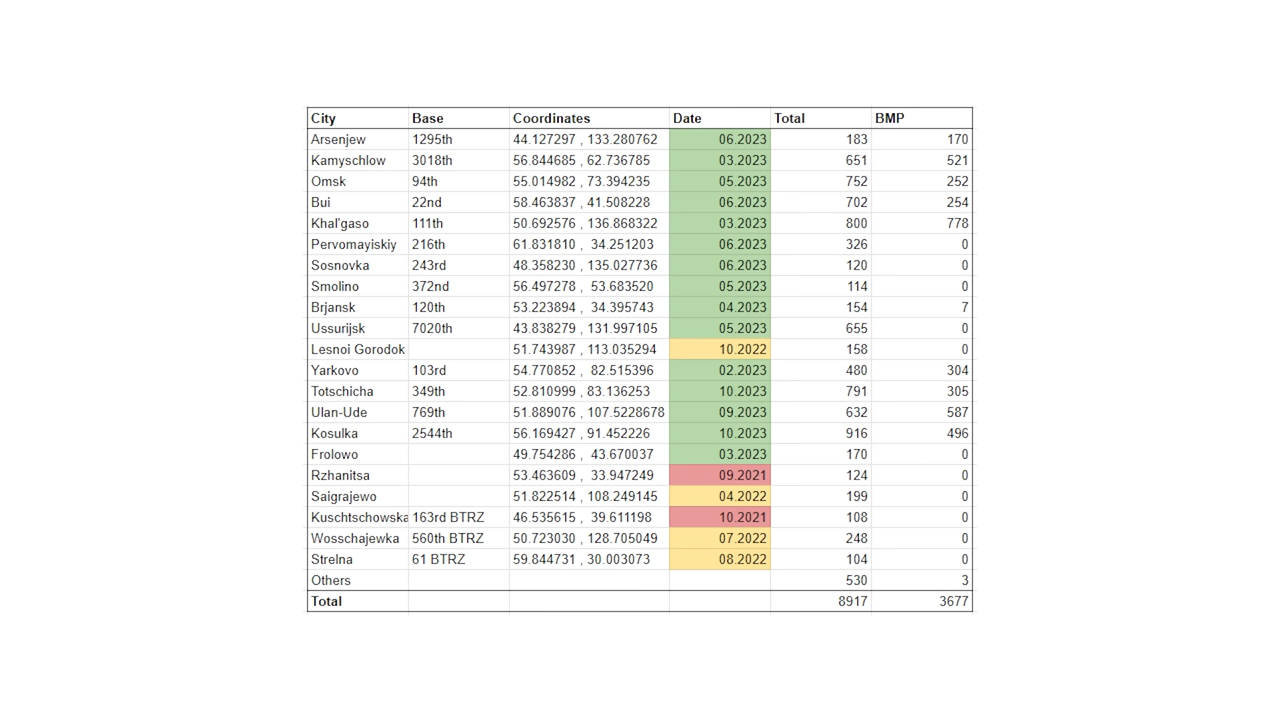 City Base Coordinates Date Total BMP
Arsenjew 1295th 44.127297 , 133.280762 06.2023 183 170
Kamyschlow 3018th 56.844685 , 62.736785 03.2023 651 521
Omsk 94th 55.014982 , 73.394235 05.2023 752 252
Bui 22nd 58.463837 , 41.508228 06.2023 702 254
Khal'gaso 111th 50.692576 , 136.868322 03.2023 800 778
Pervomayiskiy 216th 61.831810 , 34.251203 06.2023 326 0
Sosnovka 243rd 48.358230 , 135.027736 06.2023 120 0
Smolino 372nd 56.497278 , 53.683520 05.2023 114 0
Brjansk 120th 53.223894 , 34.395743 04.2023 154 7
Ussurijsk 7020th 43.838279 , 131.997105 05.2023 655 0
Lesnoi Gorodok 51.743987 , 113.035294 10.2022 158 0
Yarkovo 103rd 54.770852 , 82.515396 02.2023 480 304
Totschicha 349th 52.810999 , 83.136253 10.2023 791 305
Ulan-Ude 769th 51.889076 , 107.5228678 09.2023 632 587
Kosulka 2544th 56.169427 , 91.452226 10.2023 916 496
Frolowo 49.754286 , 43.670037 03.2023 170 0
Rzhanitsa 53.463609 , 33.947249 09.2021 124 0
Saigrajewo 51.822514 , 108.249145 04.2022 199 0
Kuschtschowska 163rd BTRZ 46.535615 , 39.611198 10.2021 108 0
Wosschajewka 560th BTRZ 50.723030 , 128.705049 07.2022 248 0
Strelna 61 BTRZ 59.844731 , 30.003073 08.2022 104 0
Others 530 3
Total 8917 3677